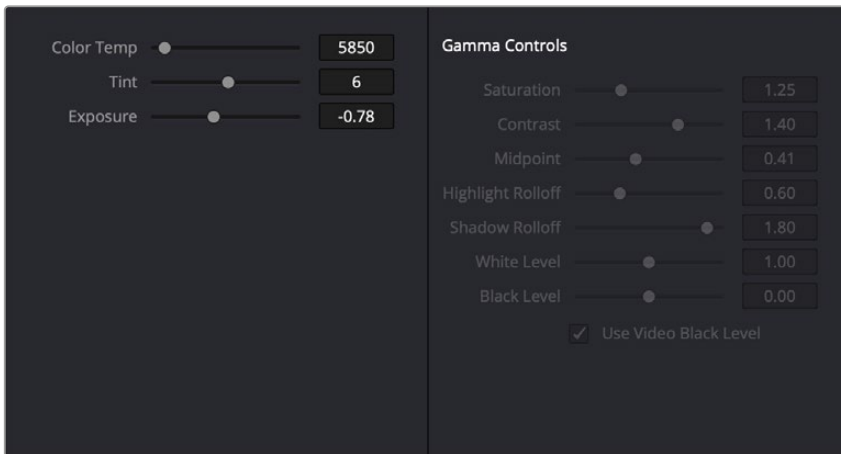 Color Temp 5850
Tint 6
Exposure -0.78
Gamma Controls
Saturation 1.25
Contrast 1.40
Midpoint 0.41
Highlight Rolloff 0.60
Shadow Rolloff 1.80
White Level 1.00
Black Level 0.00
Use Video Black Level